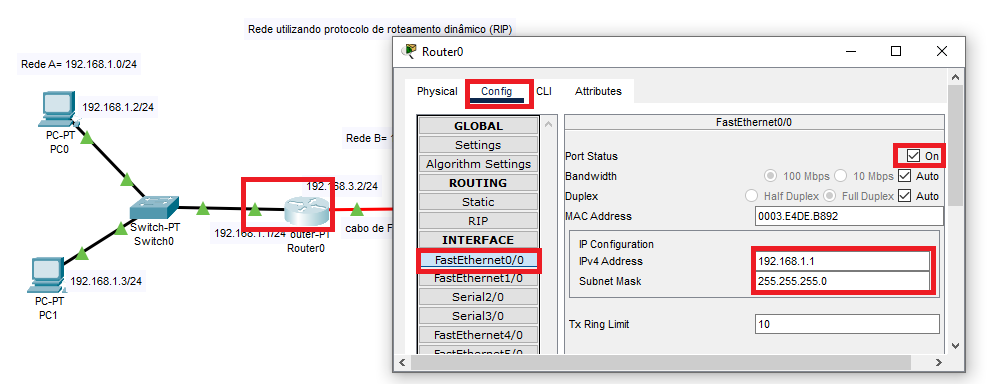 Rede utilizando protocolo de roteamento dinâmico (RIP)
Rede A= 192.168.1.0/24
192.168.1.2/24
PC-PT
PC0
Switch-PT
Switch0
192.168.1.3/24
PC-PT
PC1
Rede B=
192.168.3.2/24
192.168.1.1/24
outer-PT
Router0
cabo de F
Router0
Physical
Config
CLI
Attributes
GLOBAL
Settings
Algorithm Settings
ROUTING
Static
RIP
INTERFACE
FastEthernet0/0
FastEthernet1/0
Serial2/0
Serial3/0
FastEthernet4/0
FastEthernet5/0
FastEthernet0/0
Port Status
On
Bandwidth
100 Mbps
10 Mbps
Auto
Duplex
Half Duplex
Full Duplex
Auto
MAC Address
0003.E4DE.B892
IP Configuration
IPv4 Address
192.168.1.1
Subnet Mask
255.255.255.0
Tx Ring Limit
10